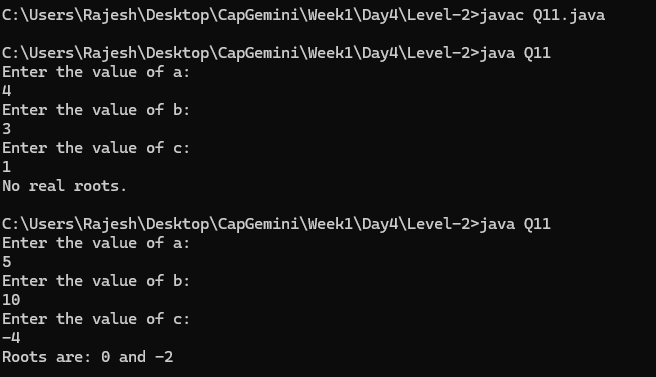 C:\Users\Rajesh\Desktop\CapGemini\Week1\Day4\Level-2>javac Q11.java
C:\Users\Rajesh\Desktop\CapGemini\Week1\Day4\Level-2>java Q11
Enter the value of a:
4
Enter the value of b:
3
Enter the value of c:
1
No real roots.
C:\Users\Rajesh\Desktop\CapGemini\Week1\Day4\Level-2>java Q11
Enter the value of a:
5
Enter the value of b:
10
Enter the value of c:
-4
Roots are: 0 and -2